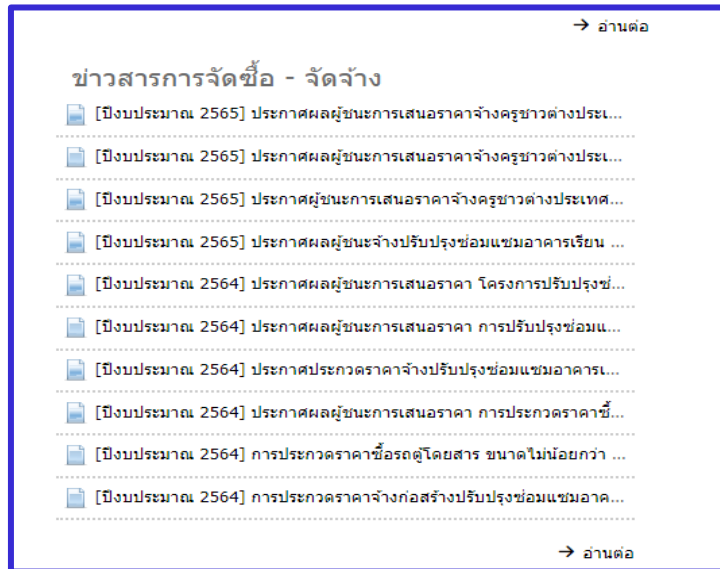 → อ่านต่อ
ข่าวสารการจัดซื้อ - จัดจ้าง
[ปีงบประมาณ 2565] ประกาศผลผู้ชนะการเสนอราคาจ้างครูชาวต่างประเ...
[ปีงบประมาณ 2565] ประกาศผลผู้ชนะการเสนอราคาจ้างครูชาวต่างประเ...
[ปีงบประมาณ 2565] ประกาศผู้ชนะการเสนอราคาจ้างครูชาวต่างประเทศ...
[ปีงบประมาณ 2565] ประกาศผลผู้ชนะจ้างปรับปรุงซ่อมแซมอาคารเรียน ...
[ปีงบประมาณ 2564] ประกาศผลผู้ชนะการเสนอราคา โครงการปรับปรุงซ่...
[ปีงบประมาณ 2564] ประกาศผลผู้ชนะการเสนอราคา การปรับปรุงซ่อมแ...
[ปีงบประมาณ 2564] ประกาศประกวดราคาจ้างปรับปรุงซ่อมแซมอาคารเ...
[ปีงบประมาณ 2564] ประกาศผลผู้ชนะการเสนอราคา การประกวดราคาซื้...
[ปีงบประมาณ 2564] การประกวดราคาซื้อรถตู้โดยสาร ขนาดไม่น้อยกว่า ...
[ปีงบประมาณ 2564] การประกวดราคาจ้างก่อสร้างปรับปรุงซ่อมแซมอาค...
→ อ่านต่อ